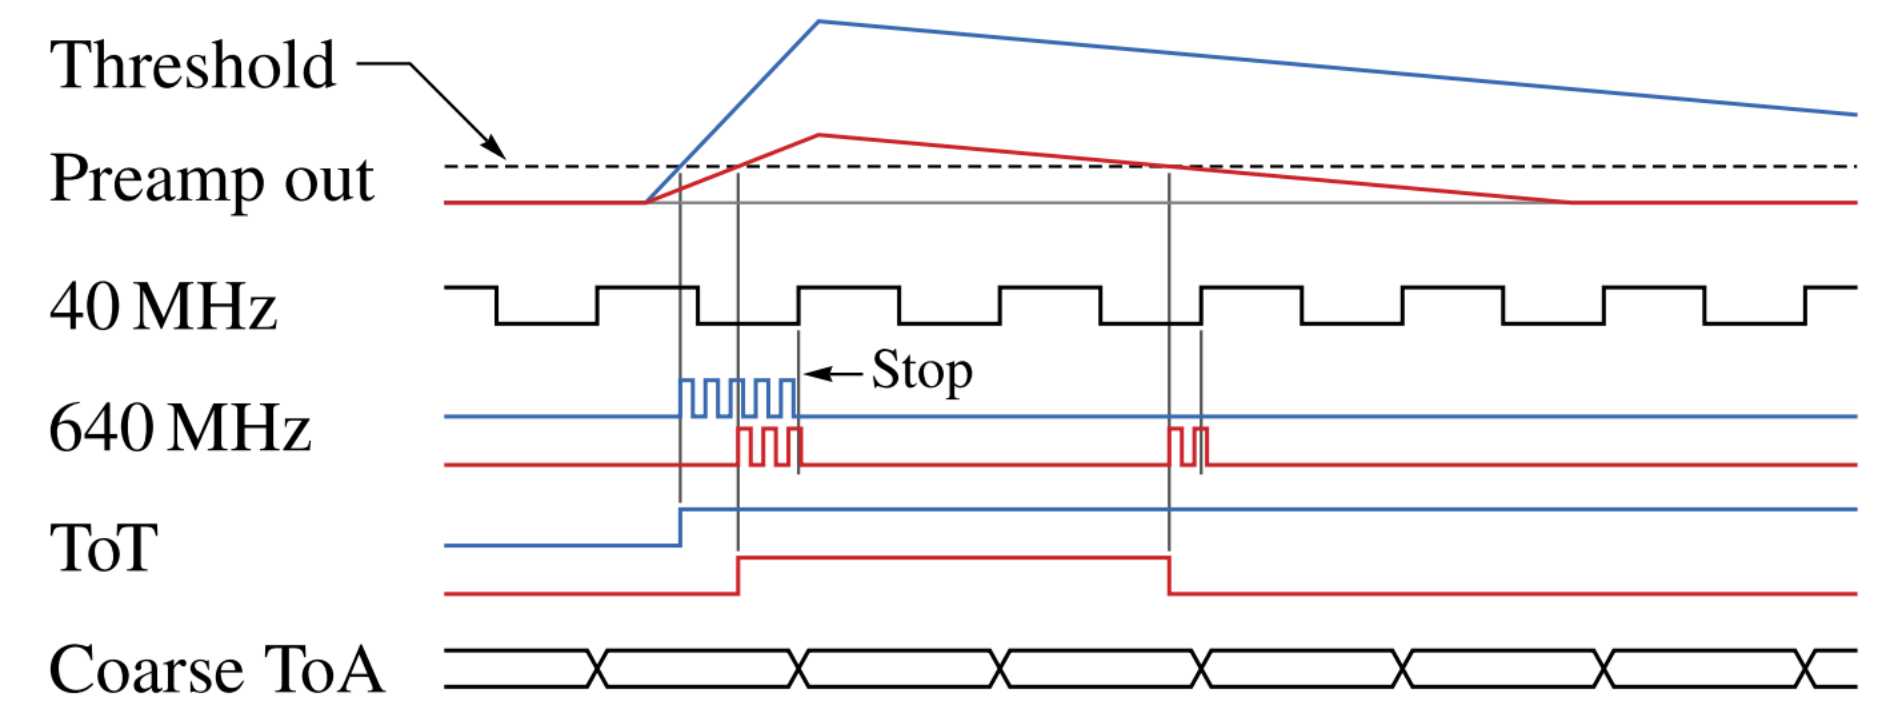 Threshold
Preamp out
40 MHz
Stop
640 MHz
ToT
Coarse ToA